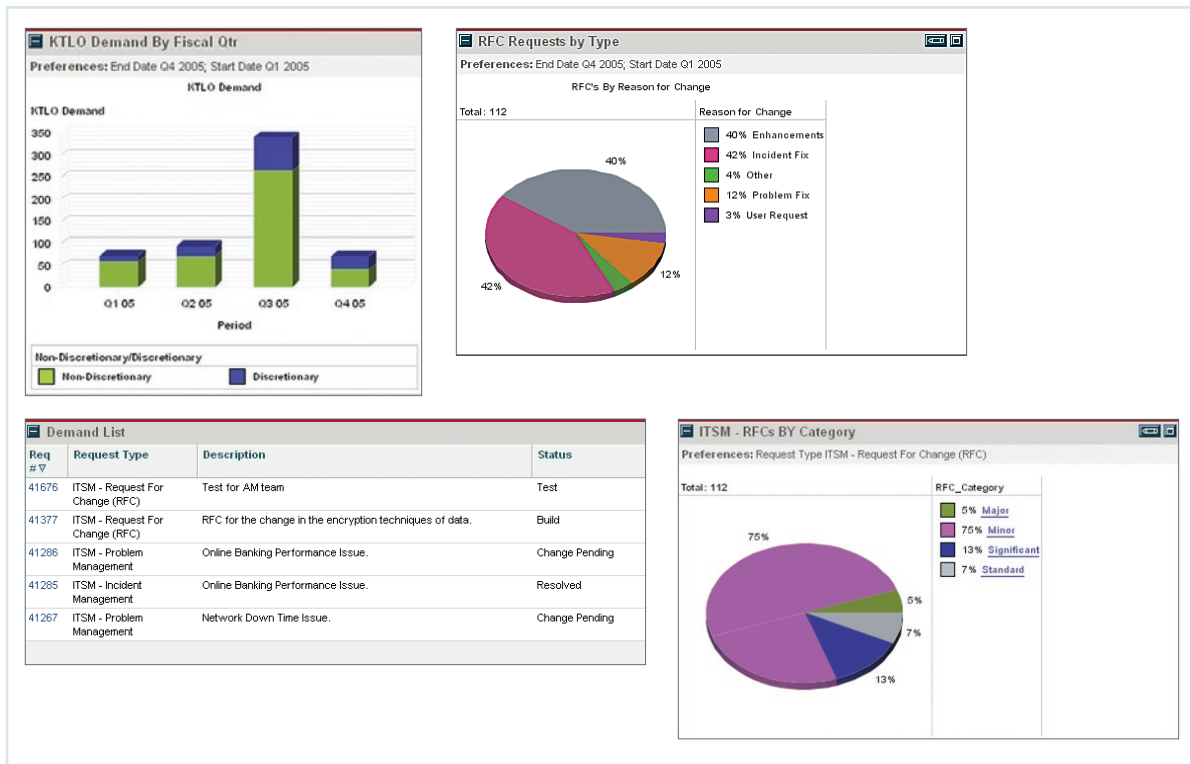 KTLO Demand By Fiscal Qtr
Preferences: End Date Q4 2005; Start Date Q1 2005
KTLO Demand
KTLO Demand
350
300
250
200
150
100
50
0
Q1 05 Q2 05 Q3 05 Q4 05
Period
Non-Discretionary/Discretionary
Non-Discretionary Discretionary
RFC Requests by Type
Preferences: End Date Q4 2005; Start Date Q1 2005
RFC's By Reason for Change
Total: 112
Reason for Change
40% Enhancements
42% Incident Fix
4% Other
12% Problem Fix
3% User Request
40%
12%
42%
Demand List
Req # Request Type Description Status
41676 ITSM - Request For Test for AM team Test
Change (RFC)
41377 ITSM - Request For RFC for the change in the encryption techniques of data. Build
Change (RFC)
41286 ITSM - Problem Online Banking Performance Issue. Change Pending
Management
41285 ITSM - Incident Online Banking Performance Issue. Resolved
Management
41267 ITSM - Problem Network Down Time Issue. Change Pending
Management
ITSM - RFCs BY Category
Preferences: Request Type ITSM - Request For Change (RFC)
Total: 112
RFC_Category
5% Major
75% Minor
13% Significant
7% Standard
75%
5%
7%
13%